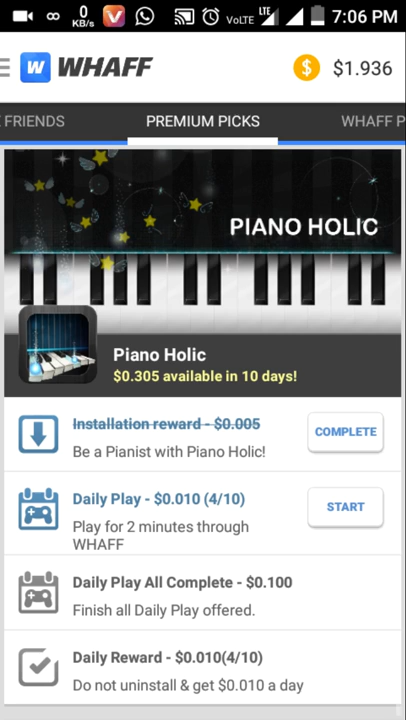 0
KB/s
VoLTE
LTE
7:06 PM
W WHAFF
$ $1.936
FRIENDS
PREMIUM PICKS
WHAFF P
PIANO HOLIC
Piano Holic
$0.305 available in 10 days!
Installation reward - $0.005
Be a Pianist with Piano Holic!
COMPLETE
Daily Play - $0.010 (4/10)
Play for 2 minutes through
WHAFF
START
Daily Play All Complete - $0.100
Finish all Daily Play offered.
Daily Reward - $0.010(4/10)
Do not uninstall & get $0.010 a day